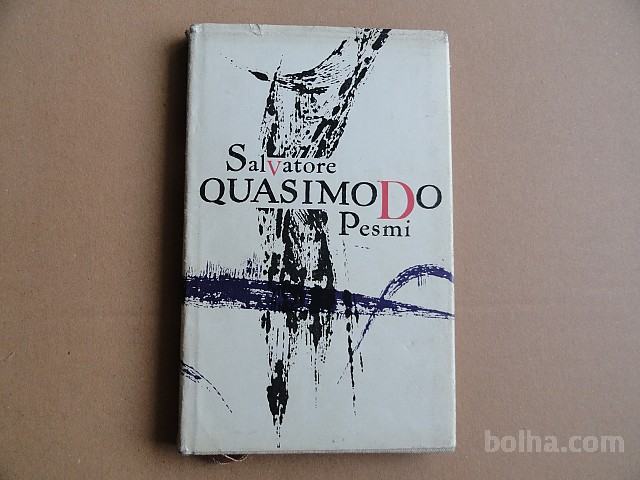 Salvatore
QUASIMODO
Pesmi
bolha.com